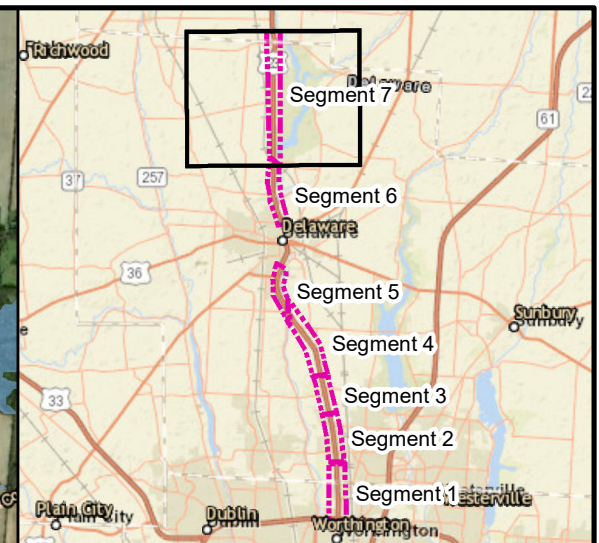 Richwood
23
Delaware
Segment 7
61
37
257
Segment 6
Delaware
36
Segment 5
Sunbury
Segment 4
33
Segment 3
Segment 2
Segment 1
Westerville
Plain City
Dublin
Worthington